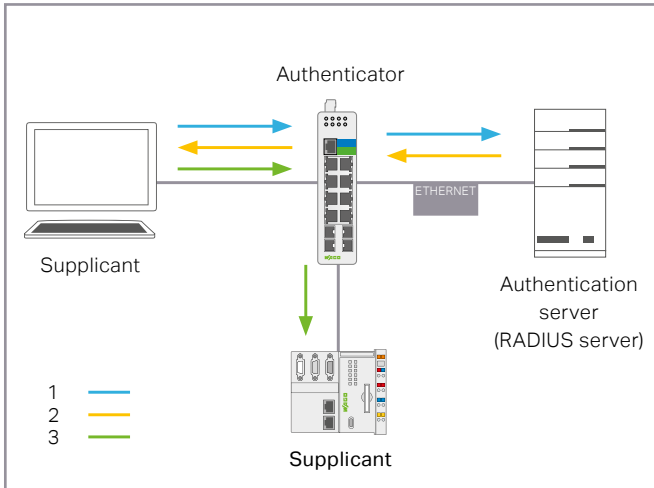 Authenticator
ETHERNET
Supplicant
Authentication
server
(RADIUS server)
1
2
3
Supplicant